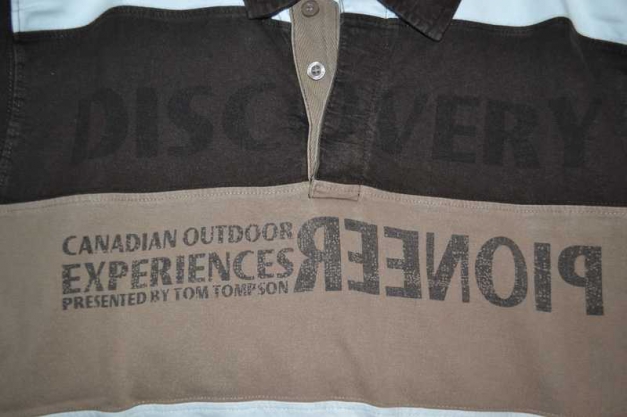 DISCOVERY
CANADIAN OUTDOOR
EXPERIENCES
PRESENTED BY TOM TOMPSON
PIONEER